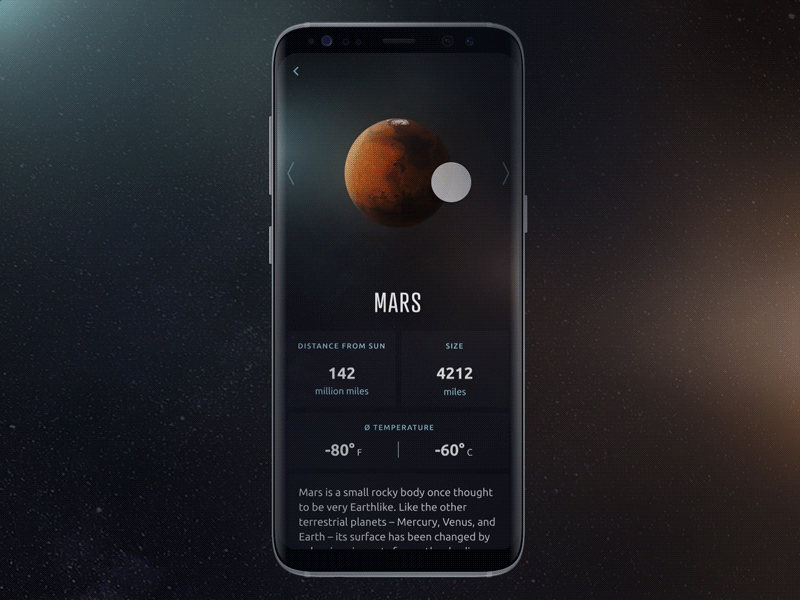 MARS
DISTANCE FROM SUN
142
million miles
SIZE
4212
miles
Ø TEMPERATURE
-80° F
-60° C
Mars is a small rocky body once thought
to be very Earthlike. Like the other
terrestrial planets – Mercury, Venus, and
Earth – its surface has been changed by